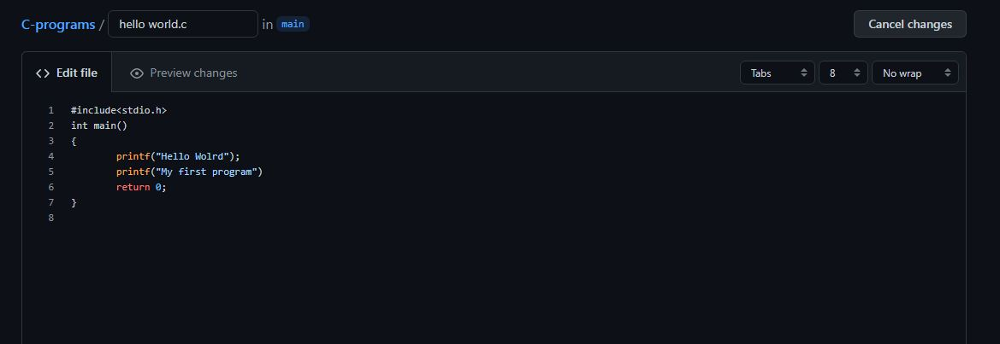 C-programs / hello world.c in main Cancel changes
<> Edit file Preview changes Tabs 8 No wrap
1 #include<stdio.h>
2 int main()
3 {
4 printf("Hello Wolrd");
5 printf("My first program")
6 return 0;
7 }
8